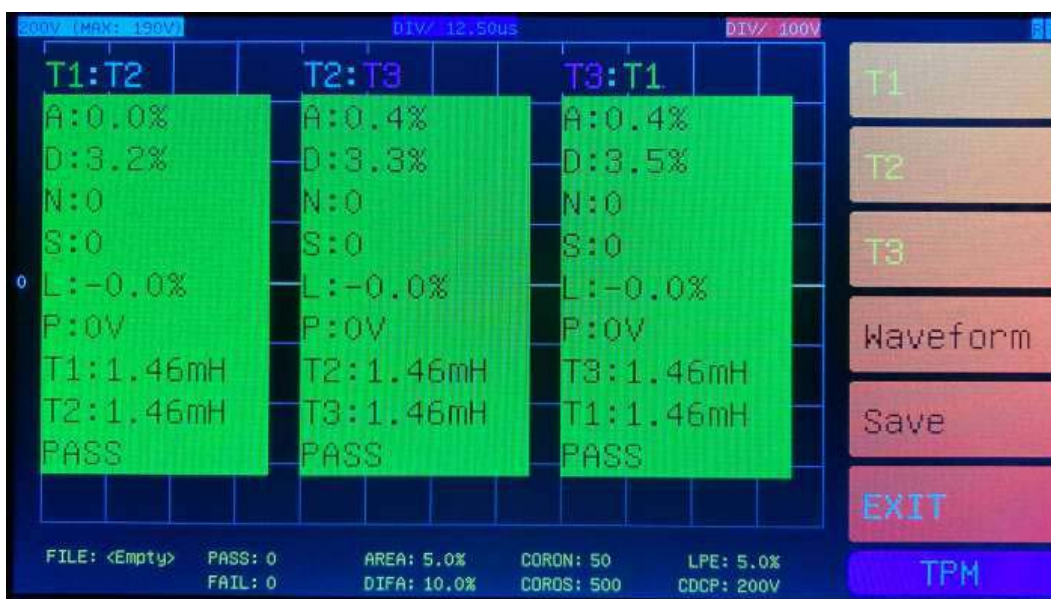 200V (MAX: 190V) DIV/ 12.50us DIV/ 100V
T1:T2
A:0.0%
D:3.2%
N:0
S:0
L:-0.0%
P:0V
T1:1.46mH
T2:1.46mH
PASS
T2:T3
A:0.4%
D:3.3%
N:0
S:0
L:-0.0%
P:0V
T2:1.46mH
T3:1.46mH
PASS
T3:T1
A:0.4%
D:3.5%
N:0
S:0
L:-0.0%
P:0V
T3:1.46mH
T1:1.46mH
PASS
0
T1
T2
T3
Waveform
Save
EXIT
TPM
FILE: <Empty> PASS: 0 AREA: 5.0% CORON: 50 LPE: 5.0%
FAIL: 0 DIFA: 10.0% COROS: 500 CDCP: 200V